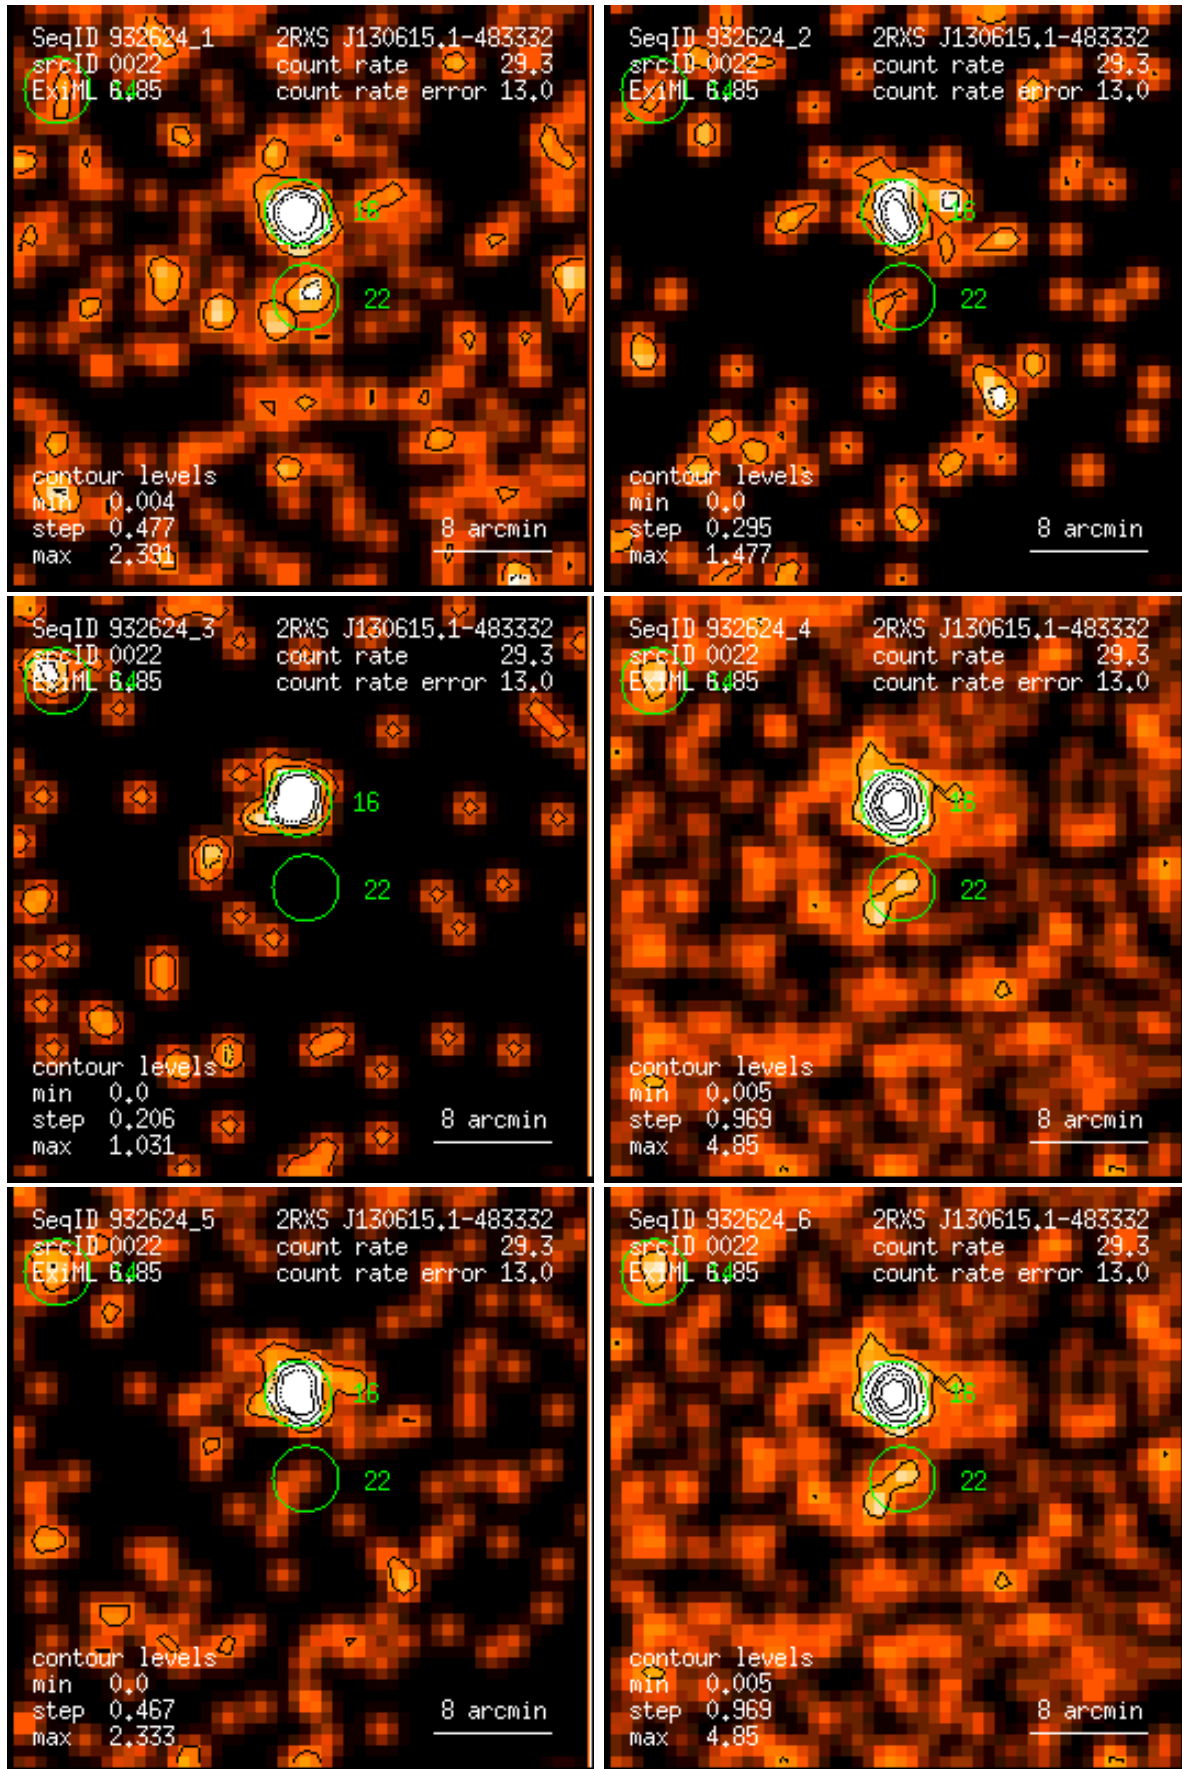 SeqID 932624_1 2RXS J130615.1-483332
srcID 0022 count rate 29.3
ExiML 6.85 count rate error 13.0
16
22
contour levels
min 0.004
step 0.477 8 arcmin
max 2.391
SeqID 932624_2 2RXS J130615.1-483332
srcID 0022 count rate 29.3
ExiML 6.85 count rate error 13.0
16
22
contour levels
min 0.0
step 0.295 8 arcmin
max 1.477
SeqID 932624_3 2RXS J130615.1-483332
srcID 0022 count rate 29.3
ExiML 6.85 count rate error 13.0
16
22
contour levels
min 0.0
step 0.206 8 arcmin
max 1.031
SeqID 932624_4 2RXS J130615.1-483332
srcID 0022 count rate 29.3
ExiML 6.85 count rate error 13.0
16
22
contour levels
min 0.005
step 0.969 8 arcmin
max 4.85
SeqID 932624_5 2RXS J130615.1-483332
srcID 0022 count rate 29.3
ExiML 6.85 count rate error 13.0
16
22
contour levels
min 0.0
step 0.467 8 arcmin
max 2.333
SeqID 932624_6 2RXS J130615.1-483332
srcID 0022 count rate 29.3
ExiML 6.85 count rate error 13.0
16
22
contour levels
min 0.005
step 0.969 8 arcmin
max 4.85